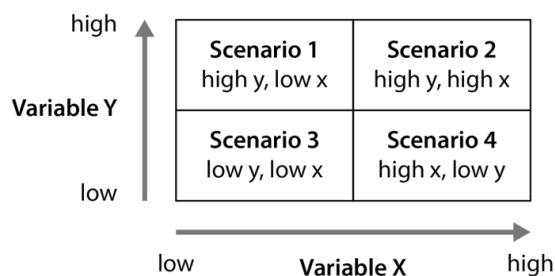 high
Scenario 1
high y, low x
Scenario 2
high y, high x
Variable Y
Scenario 3
low y, low x
Scenario 4
high x, low y
low
low
Variable X
high